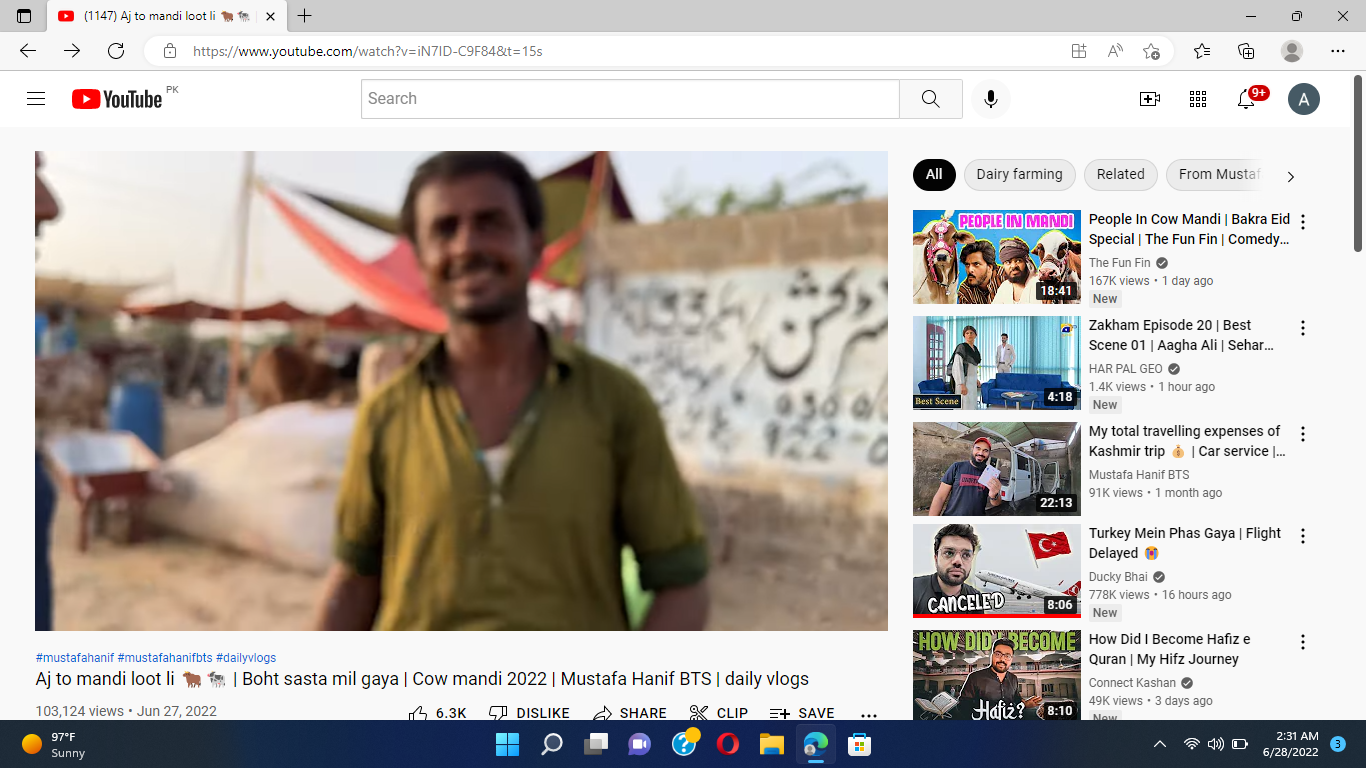 (1147) Aj to mandi loot li 🐂🐄
https://www.youtube.com/watch?v=iN7ID-C9F84&t=15s
YouTube PK
Search
9+
A
All
Dairy farming
Related
From Mustaf
PEOPLE IN MANDI
18:41
People In Cow Mandi | Bakra Eid
Special | The Fun Fin | Comedy...
The Fun Fin
167K views • 1 day ago
New
Best Scene
4:18
Zakham Episode 20 | Best
Scene 01 | Aagha Ali | Sehar...
HAR PAL GEO
1.4K views • 1 hour ago
New
22:13
My total travelling expenses of
Kashmir trip 💰 | Car service |...
Mustafa Hanif BTS
91K views • 1 month ago
CANCELED
8:06
Turkey Mein Phas Gaya | Flight
Delayed 😭
Ducky Bhai
778K views • 16 hours ago
New
HOW DID I BECOME
Hafiz?
8:10
How Did I Become Hafiz e
Quran | My Hifz Journey
Connect Kashan
49K views • 3 days ago
New
#mustafahanif #mustafahanifbts #dailyvlogs
Aj to mandi loot li 🐂🐄 | Boht sasta mil gaya | Cow mandi 2022 | Mustafa Hanif BTS | daily vlogs
103,124 views • Jun 27, 2022
6.3K
DISLIKE
SHARE
CLIP
SAVE
97°F
Sunny
2:31 AM
6/28/2022
3